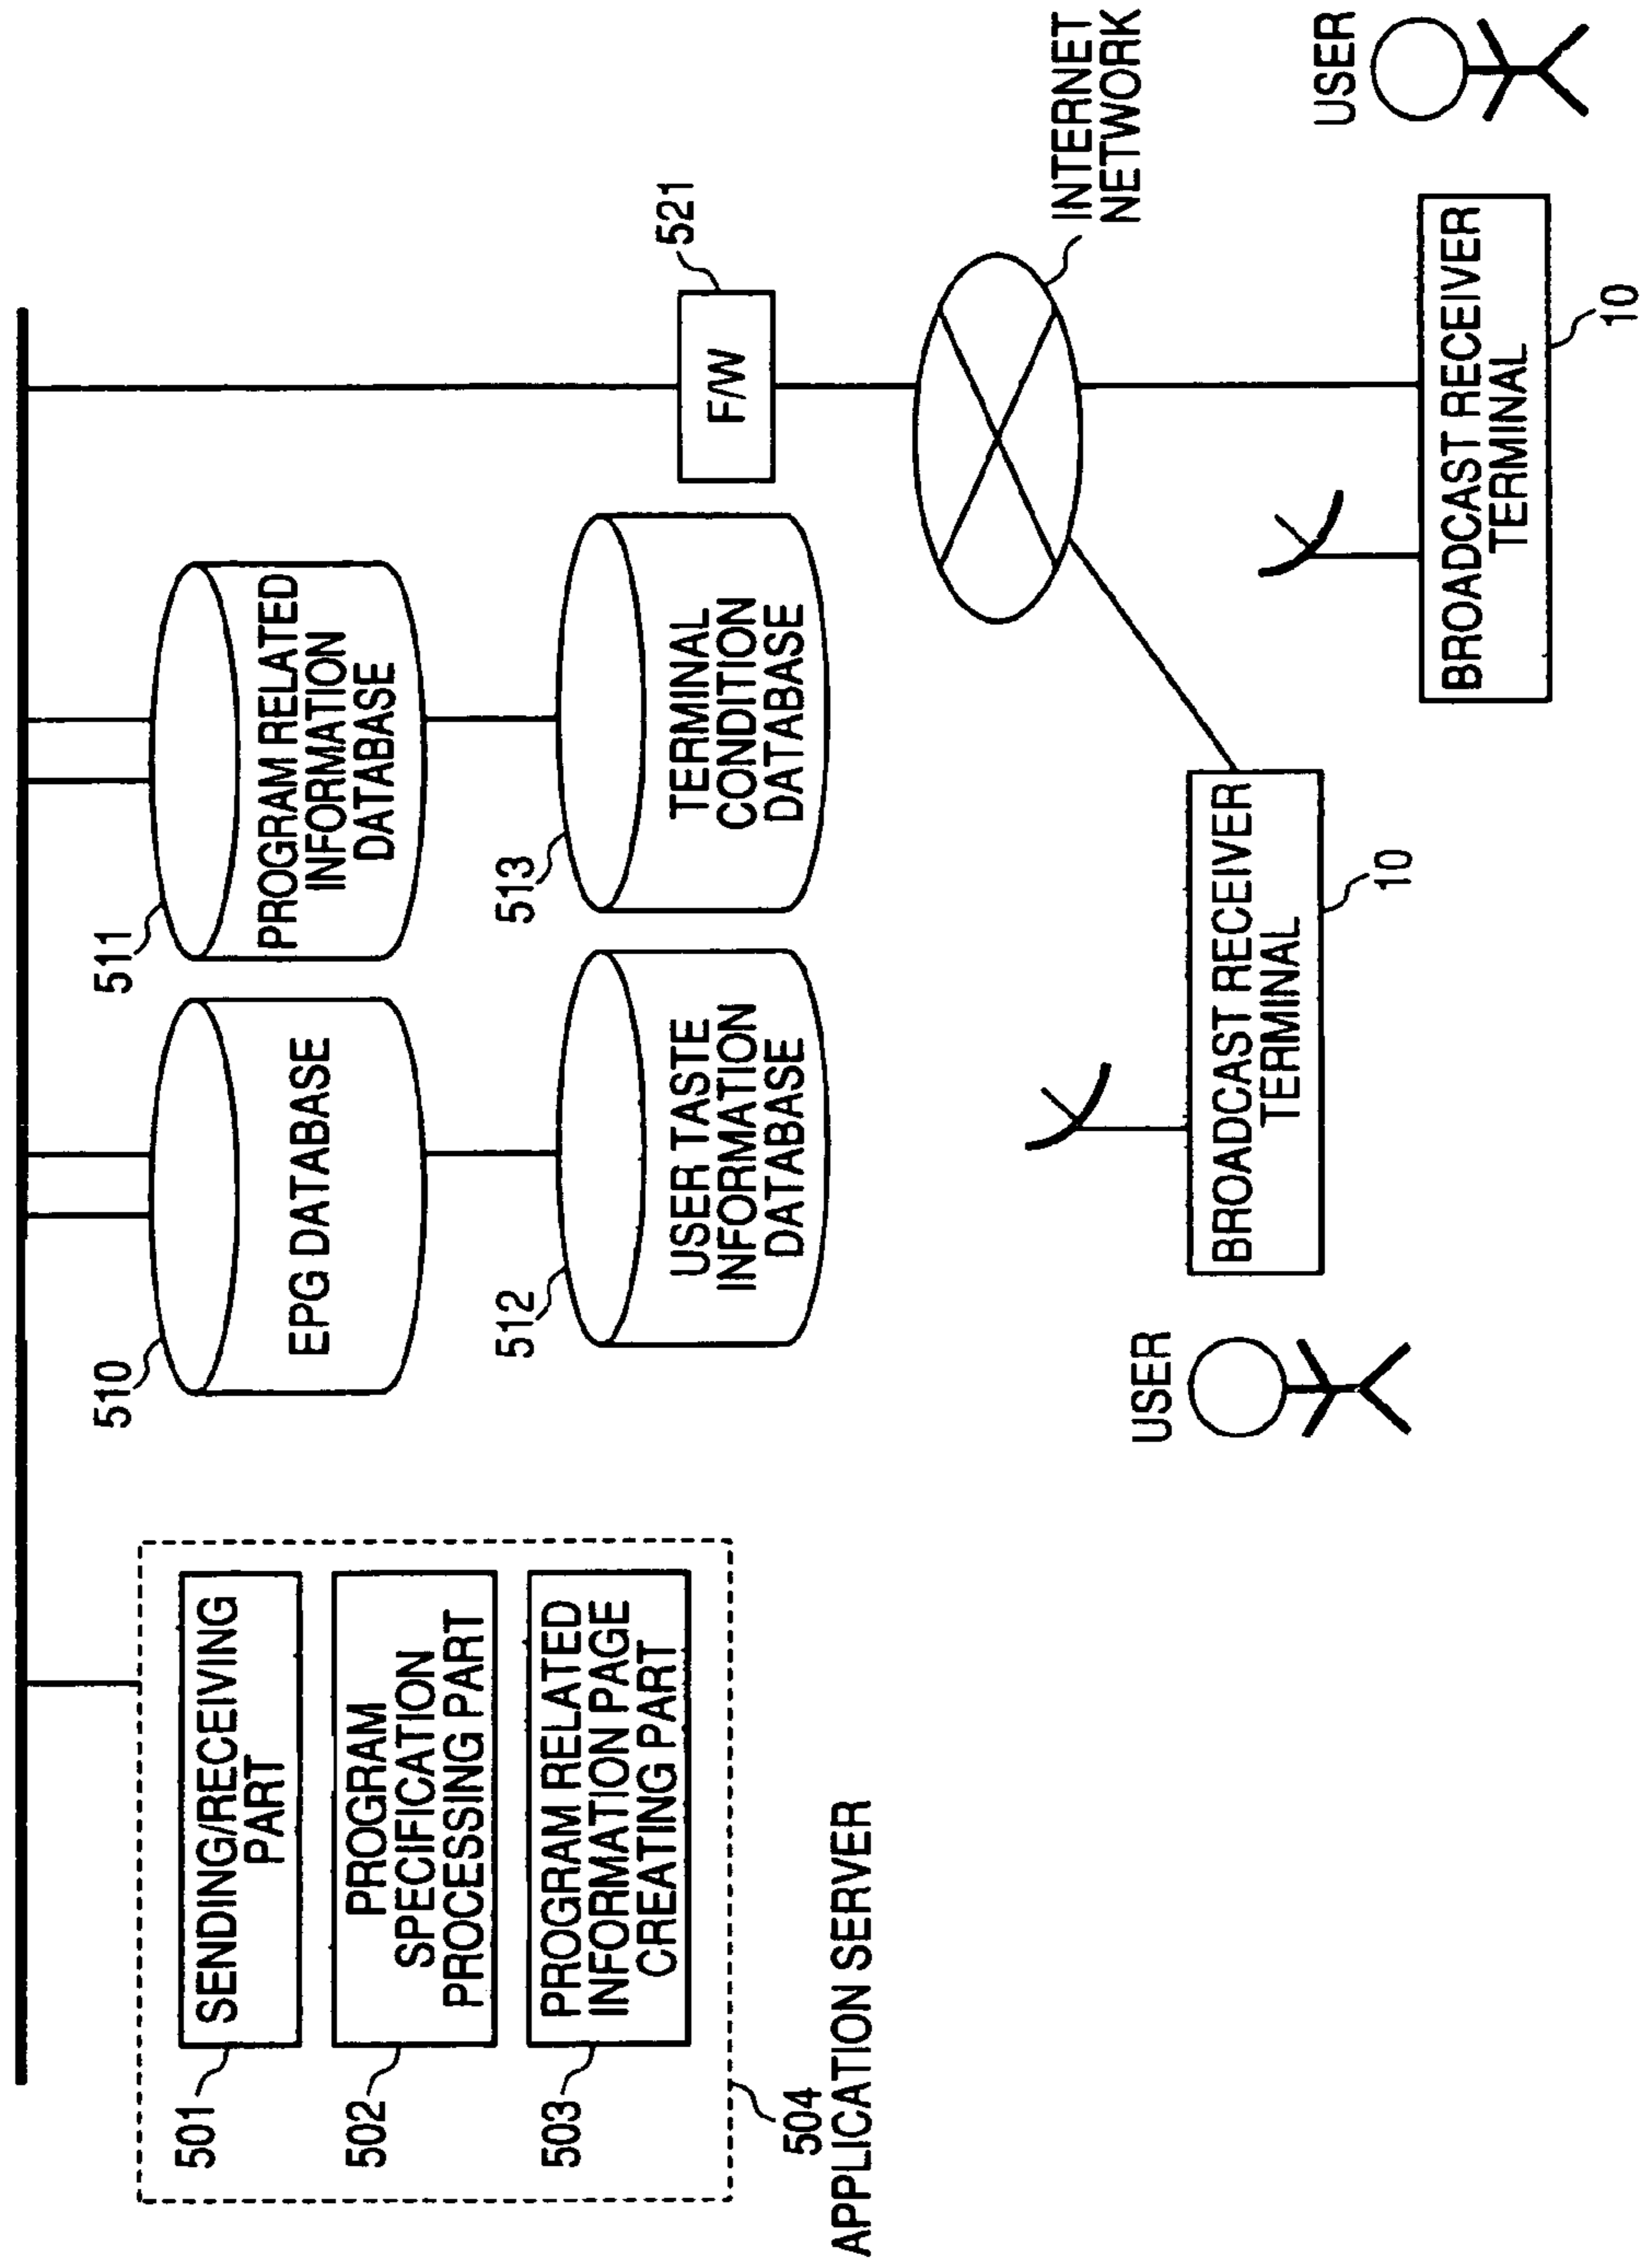 501
SENDING/RECEIVING
PART
502
PROGRAM
SPECIFICATION
PROCESSING PART
503
PROGRAM RELATED
INFORMATION PAGE
CREATING PART
504
APPLICATION SERVER
510
EPG DATABASE
511
PROGRAM RELATED
INFORMATION
DATABASE
512
USER TASTE
INFORMATION
DATABASE
513
TERMINAL
CONDITION
DATABASE
521
F/W
INTERNET
NETWORK
USER
BROADCAST RECEIVER
TERMINAL
10
USER
BROADCAST RECEIVER
TERMINAL
10